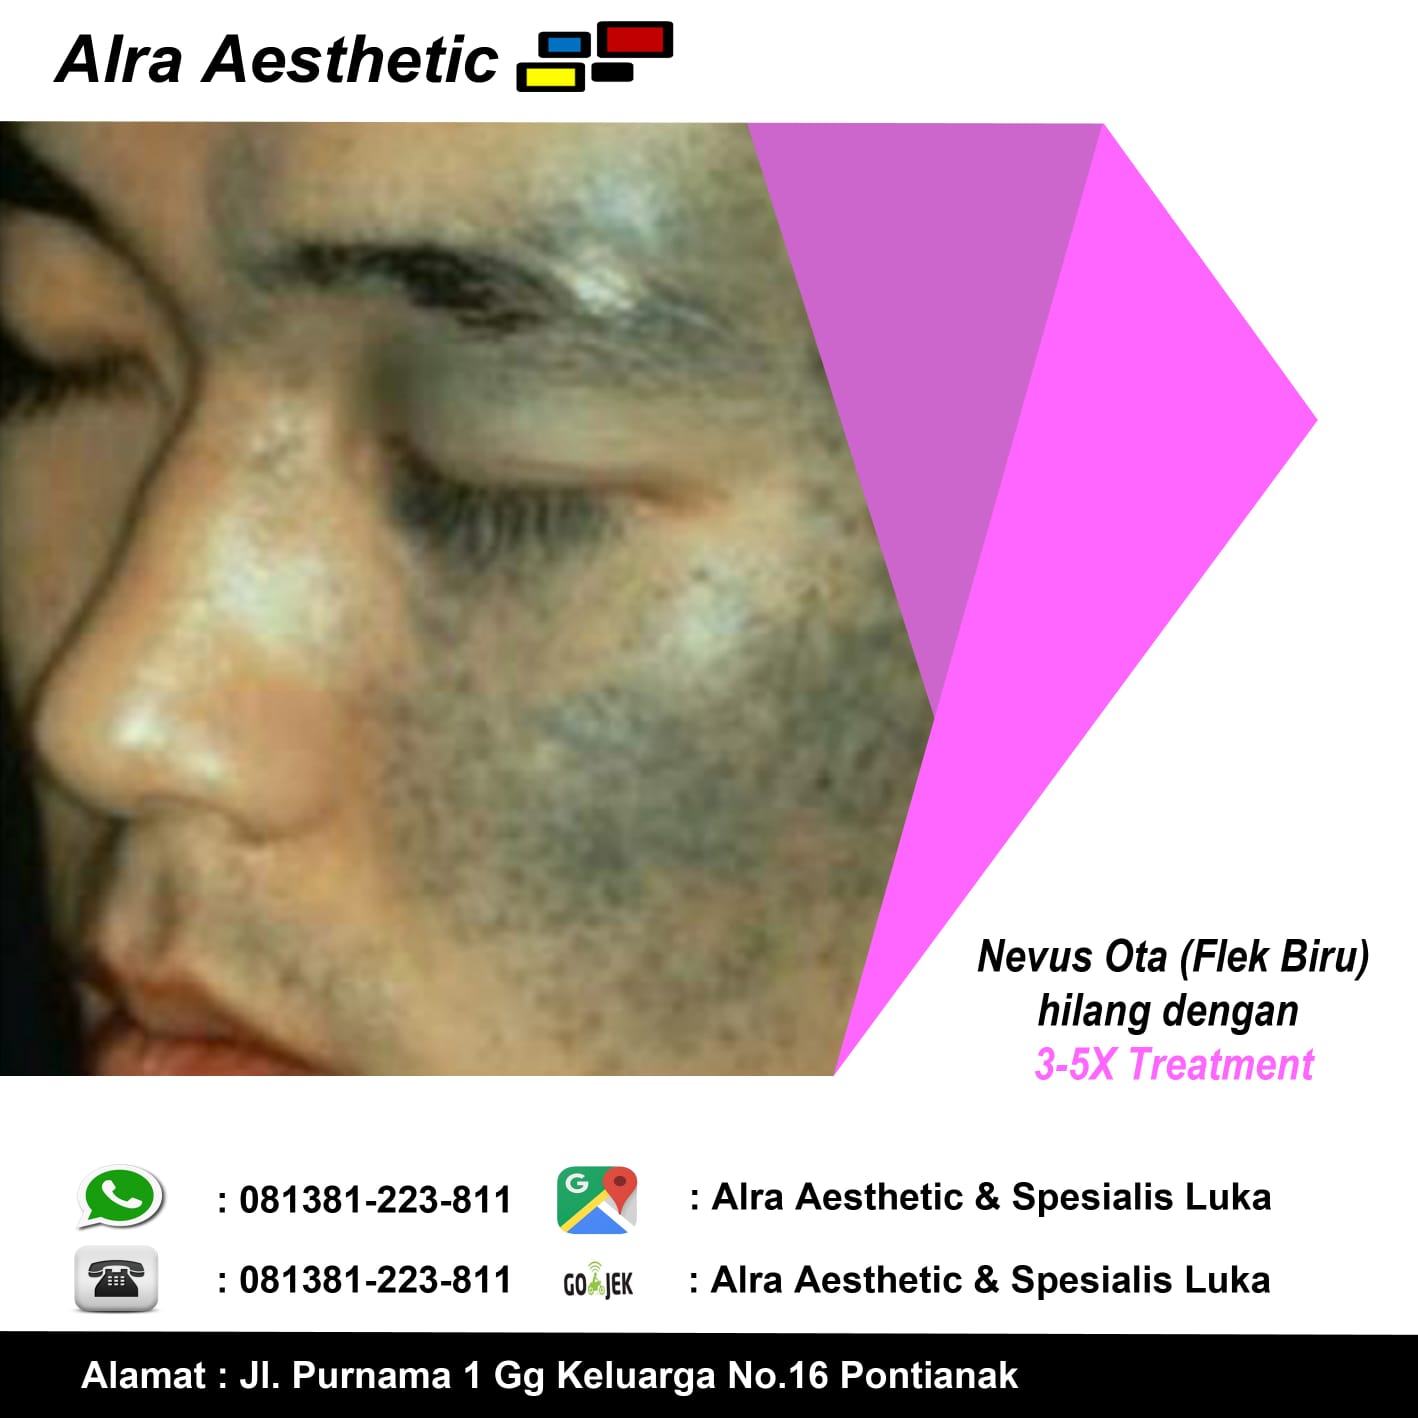 Alra Aesthetic
Nevus Ota (Flek Biru)
hilang dengan
3-5X Treatment
: 081381-223-811
G
: Alra Aesthetic & Spesialis Luka
: 081381-223-811
GOJEK
: Alra Aesthetic & Spesialis Luka
Alamat : Jl. Purnama 1 Gg Keluarga No.16 Pontianak